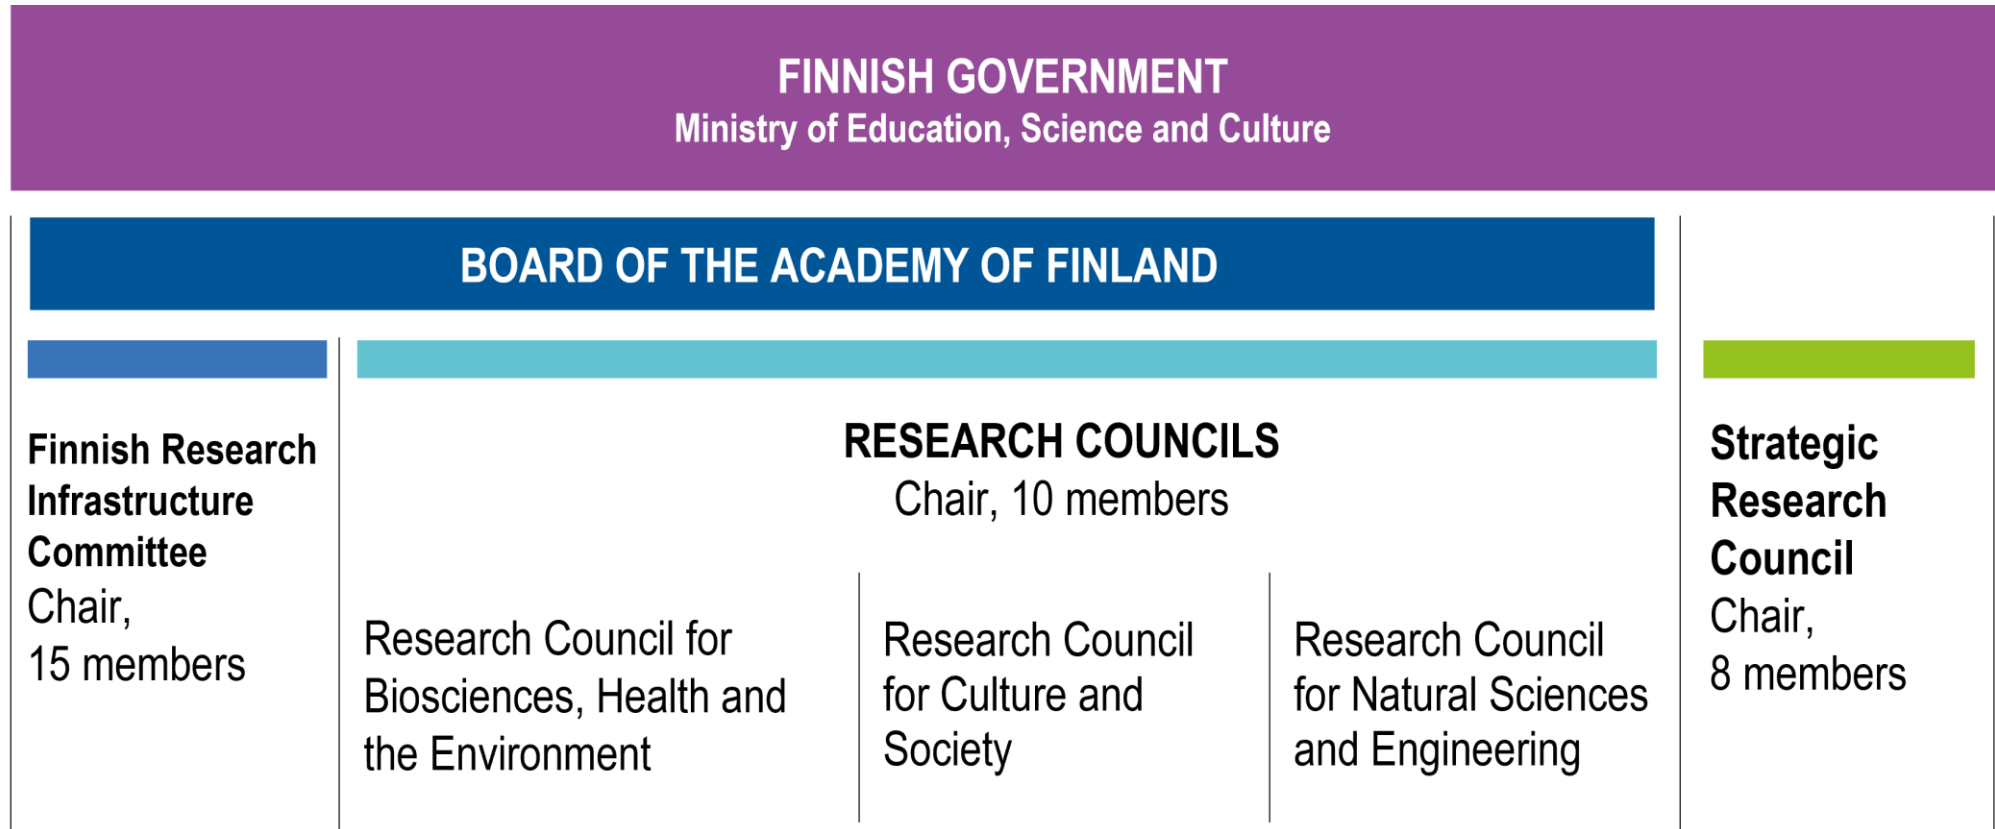 FINNISH GOVERNMENT
Ministry of Education, Science and Culture
BOARD OF THE ACADEMY OF FINLAND
Finnish Research
Infrastructure
Committee
Chair,
15 members
RESEARCH COUNCILS
Chair, 10 members
Research Council for
Biosciences, Health and
the Environment
Research Council
for Culture and
Society
Research Council
for Natural Sciences
and Engineering
Strategic
Research
Council
Chair,
8 members